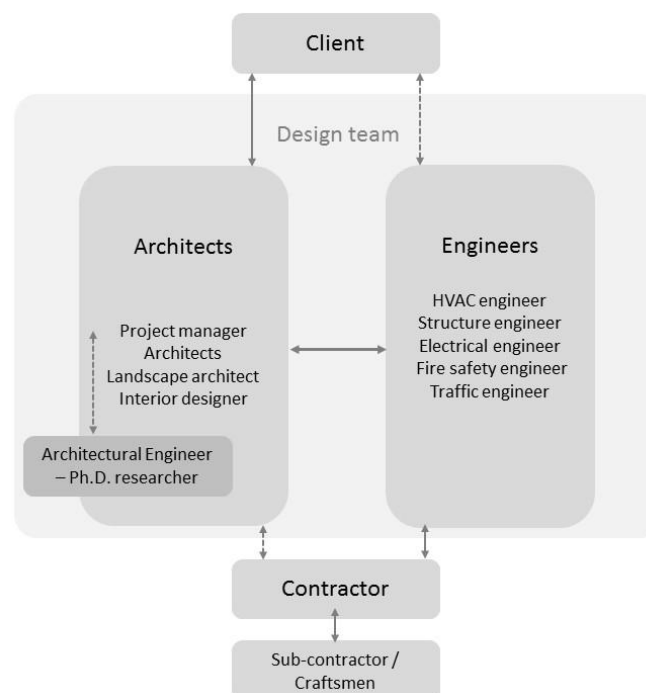 Client
Design team
Architects
Project manager
Architects
Landscape architect
Interior designer
Architectural Engineer
– Ph.D. researcher
Engineers
HVAC engineer
Structure engineer
Electrical engineer
Fire safety engineer
Traffic engineer
Contractor
Sub-contractor /
Craftsmen